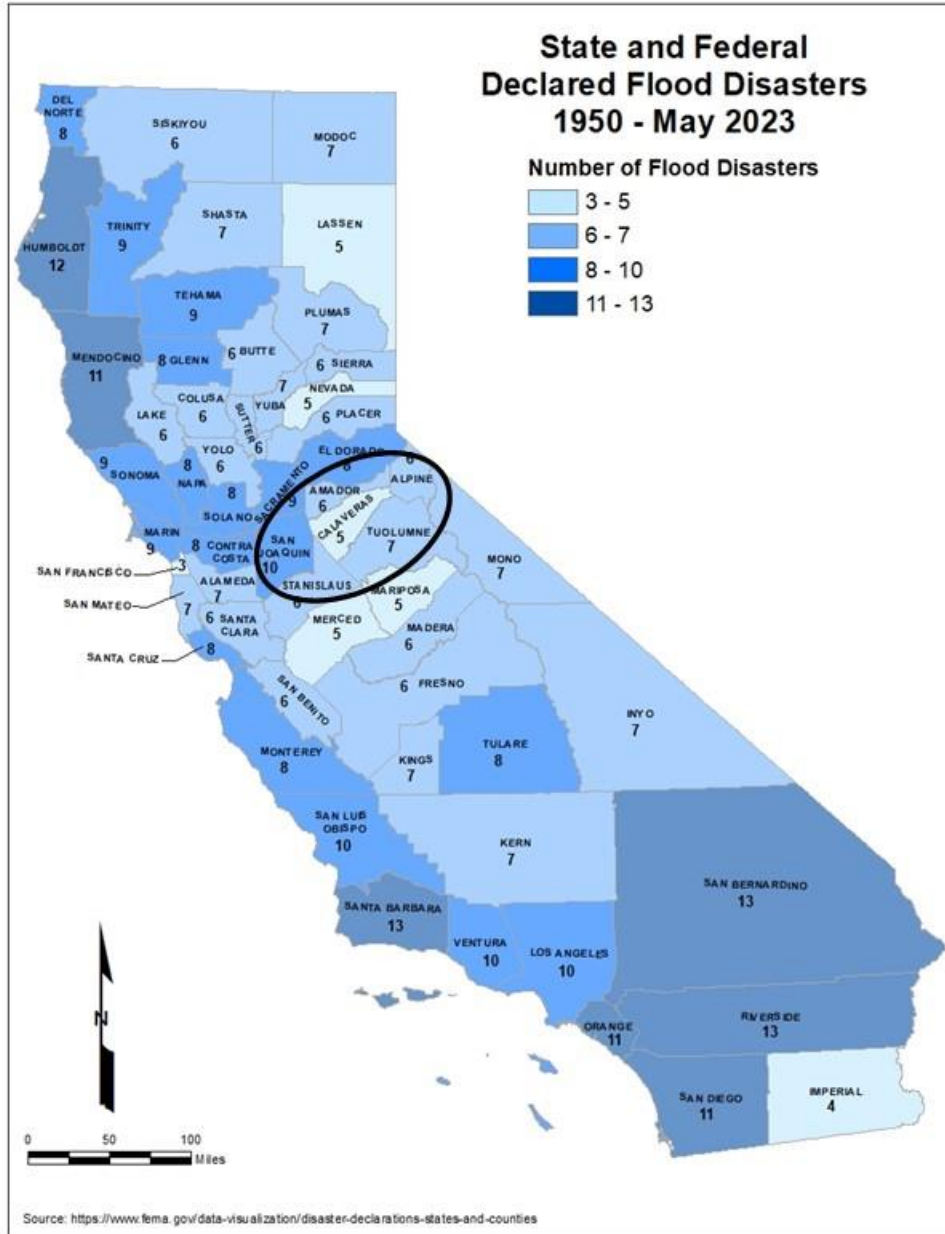 State and Federal
Declared Flood Disasters
1950 - May 2023
Number of Flood Disasters
3 - 5
6 - 7
8 - 10
11 - 13
DEL
NORTE
8
SISKIYOU
6
MODOC
7
HUMBOLDT
12
TRINITY
9
SHASTA
7
LASSEN
5
TEHAMA
9
PLUMAS
7
MENDOCINO
11
8 GLENN
6 BUTTE
6 SIERRA
7
YUBA
NEVADA
5
6 PLACER
LAKE
6
COLUSA
6
SUTTER
6
YOLO
6
9
SONOMA
8
NAPA
8
SOLANO
SACRAMENTO
9
EL DORADO
8
6
ALPINE
AMADOR
6
CALAVERAS
5
TUOLUMNE
7
MARIN
9
8 CONTRA
COSTA
SAN
JOAQUIN
10
SAN FRANCISCO
3
ALAMEDA
7
STANISLAUS
6
MONO
7
SAN MATEO
7
6 SANTA
CLARA
MERCED
5
MARIPOSA
5
SANTA CRUZ
8
MADERA
6
6 FRESNO
SAN BENITO
6
INYO
7
MONTEREY
8
KINGS
7
TULARE
8
SAN LUIS
OBISPO
10
KERN
7
SAN BERNARDINO
13
SANTA BARBARA
13
VENTURA
10
LOS ANGELES
10
ORANGE
11
RIVERSIDE
13
SAN DIEGO
11
IMPERIAL
4
N
0 50 100
Miles
Source: https://www.fema.gov/data-visualization/disaster-declarations-states-and-counties